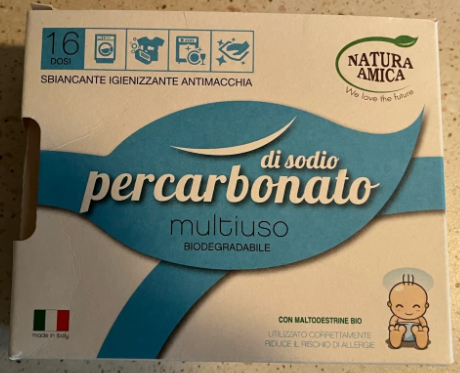 16
DOSI
SBIANCANTE IGIENIZZANTE ANTIMACCHIA
NATURA
AMICA
We love the future
di sodio
percarbonato
multiuso
BIODEGRADABILE
made in Italy
CON MALTODESTRINE BIO
UTILIZZATO CORRETTAMENTE
RIDUCE IL RISCHIO DI ALLERGIE